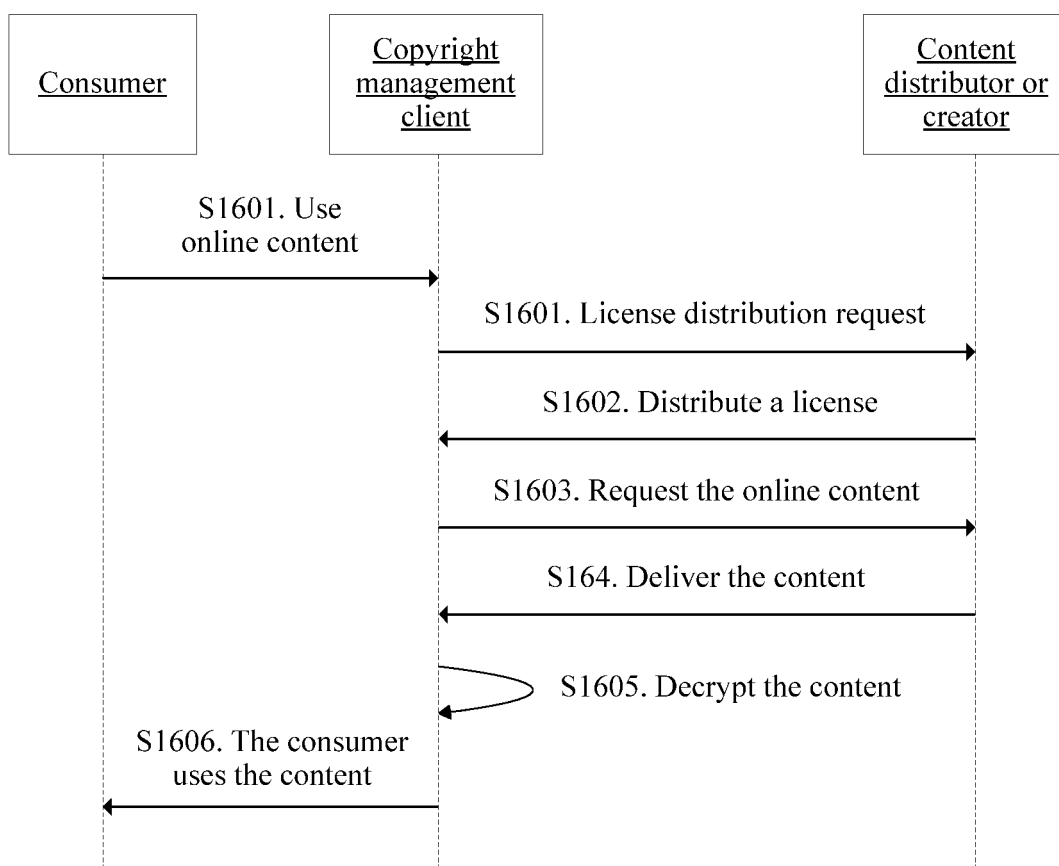 Consumer
Copyright
management
client
Content
distributor or
creator
S1601. Use
online content
S1601. License distribution request
S1602. Distribute a license
S1603. Request the online content
S164. Deliver the content
S1605. Decrypt the content
S1606. The consumer
uses the content